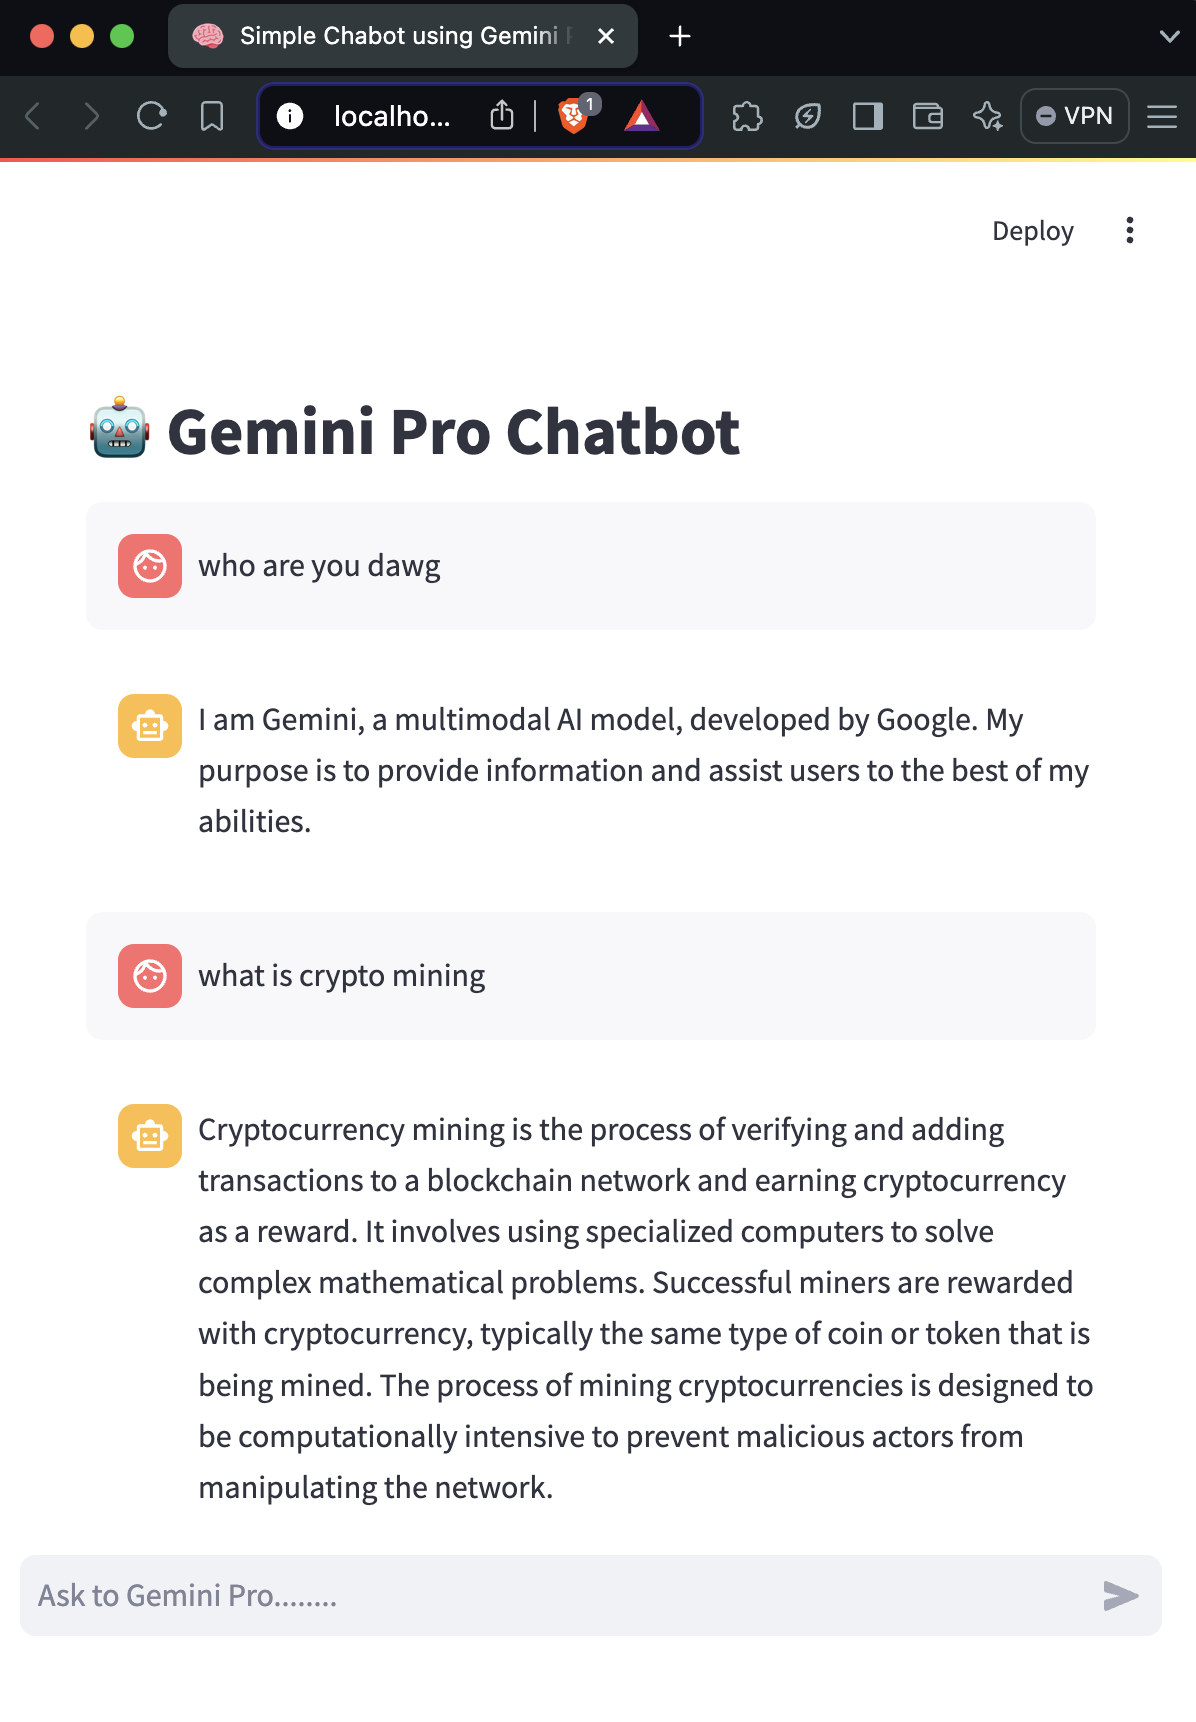 Simple Chabot using Gemini
localho...
1
VPN
Deploy
Gemini Pro Chatbot
who are you dawg
I am Gemini, a multimodal AI model, developed by Google. My
purpose is to provide information and assist users to the best of my
abilities.
what is crypto mining
Cryptocurrency mining is the process of verifying and adding
transactions to a blockchain network and earning cryptocurrency
as a reward. It involves using specialized computers to solve
complex mathematical problems. Successful miners are rewarded
with cryptocurrency, typically the same type of coin or token that is
being mined. The process of mining cryptocurrencies is designed to
be computationally intensive to prevent malicious actors from
manipulating the network.
Ask to Gemini Pro........